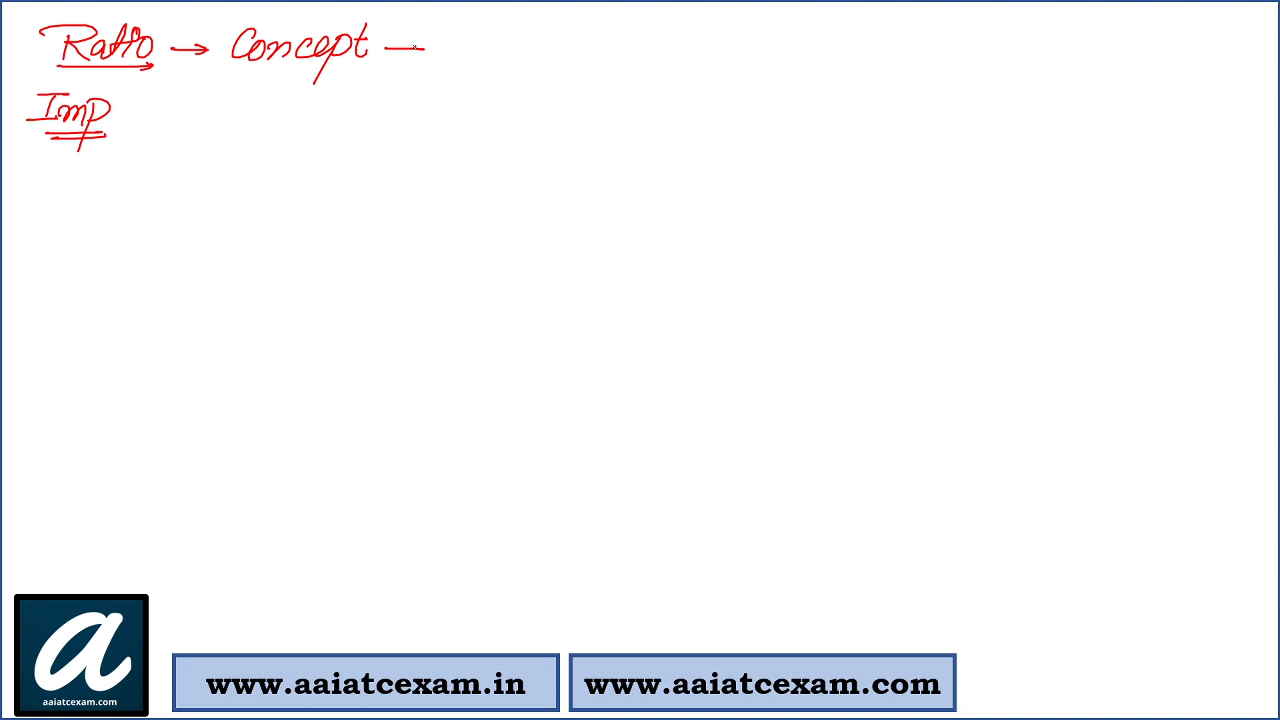 Ratio → Concept —
Imp
a
aaiatcexam.com
www.aaiatcexam.in
www.aaiatcexam.com